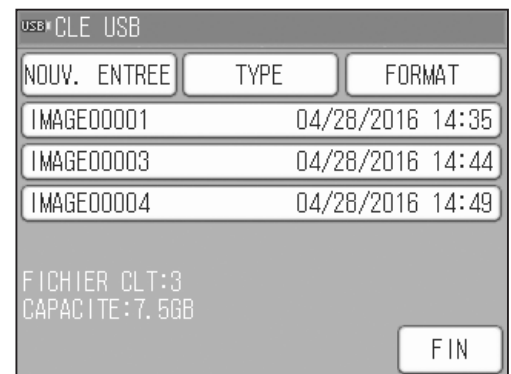 USB CLE USB
NOUV. ENTREE TYPE FORMAT
IMAGE00001 04/28/2016 14:35
IMAGE00003 04/28/2016 14:44
IMAGE00004 04/28/2016 14:49
FICHIER CLT:3
CAPACITE:7.5GB
FIN